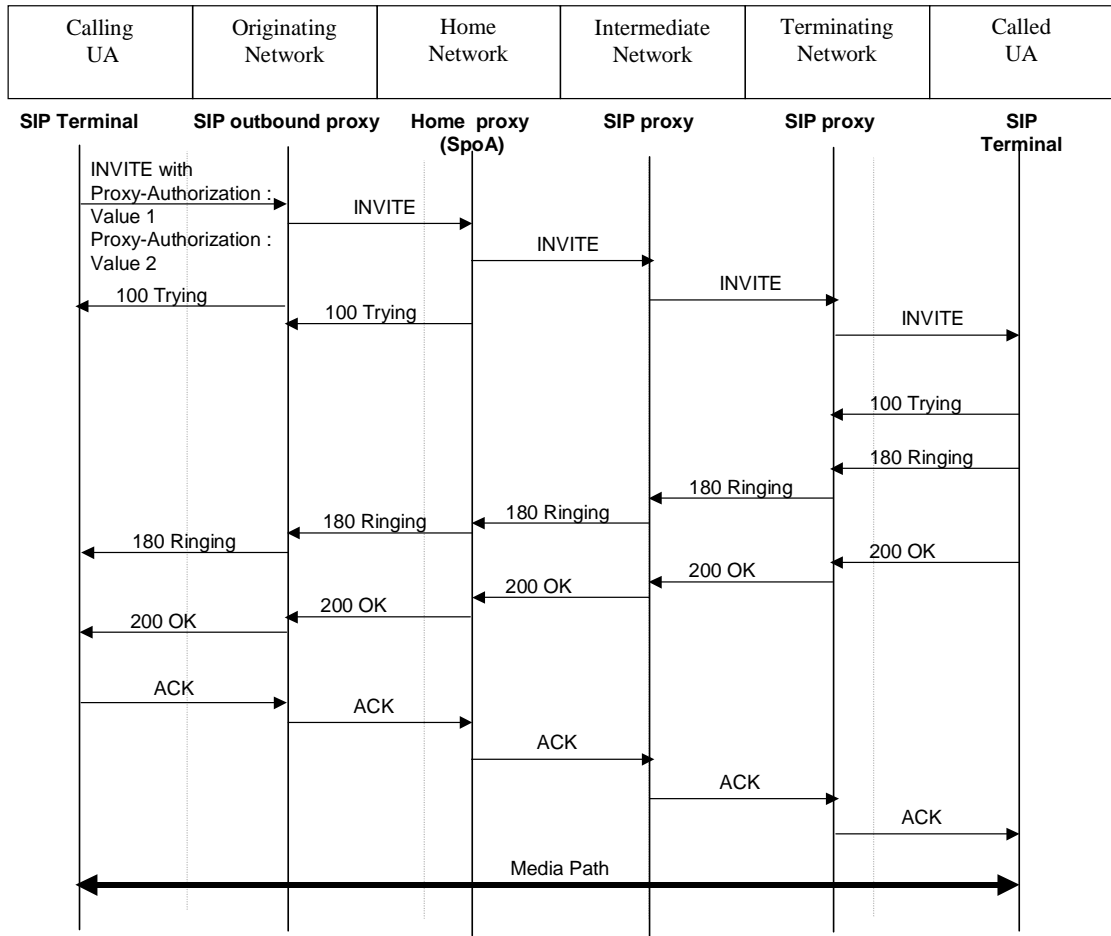 Calling
UA
Originating
Network
Home
Network
Intermediate
Network
Terminating
Network
Called
UA
SIP Terminal
SIP outbound proxy
Home proxy
(SpoA)
SIP proxy
SIP proxy
SIP
Terminal
INVITE with
Proxy-Authorization :
Value 1
Proxy-Authorization :
Value 2
INVITE
INVITE
INVITE
INVITE
100 Trying
100 Trying
100 Trying
180 Ringing
180 Ringing
180 Ringing
180 Ringing
180 Ringing
200 OK
200 OK
200 OK
200 OK
200 OK
ACK
ACK
ACK
ACK
ACK
Media Path